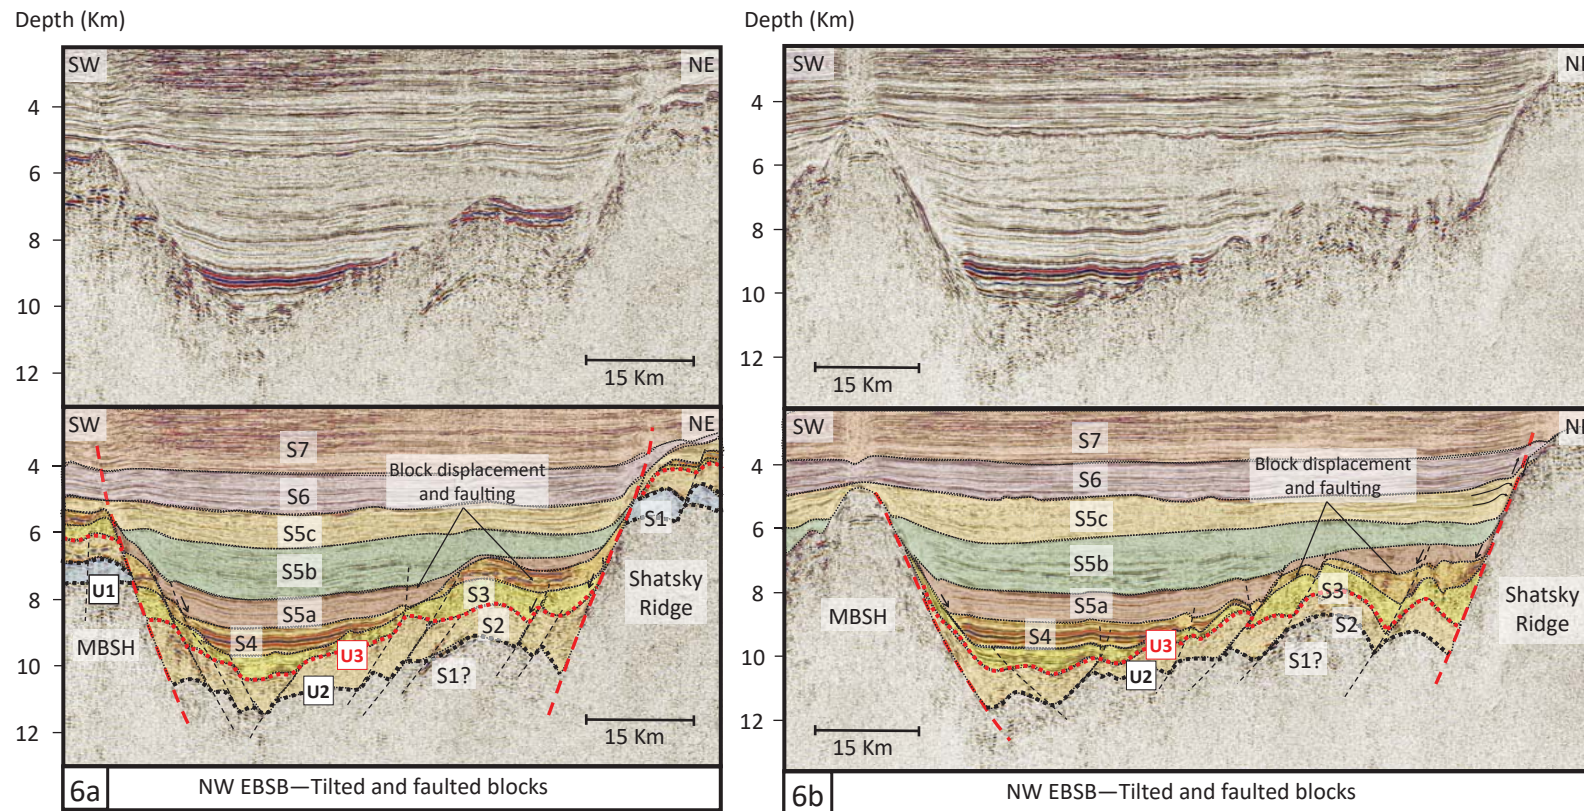 Depth (Km)
SW
NE
4
6
8
10
12
15 Km
SW
NE
S7
4
Block displacement
and faulting
S6
S1
S5c
6
S5b
U1
Shatsky
Ridge
8
S3
S5a
S2
S4
MBSH
U3
10
S1?
U2
12
15 Km
6a
NW EBSB—Tilted and faulted blocks
Depth (Km)
SW
NE
4
6
8
10
12
15 Km
SW
NE
S7
4
Block displacement
and faulting
S6
S5c
6
S5b
8
S3
S5a
MBSH
Shatsky
Ridge
S2
S4
U3
10
S1?
U2
12
15 Km
6b
NW EBSB—Tilted and faulted blocks